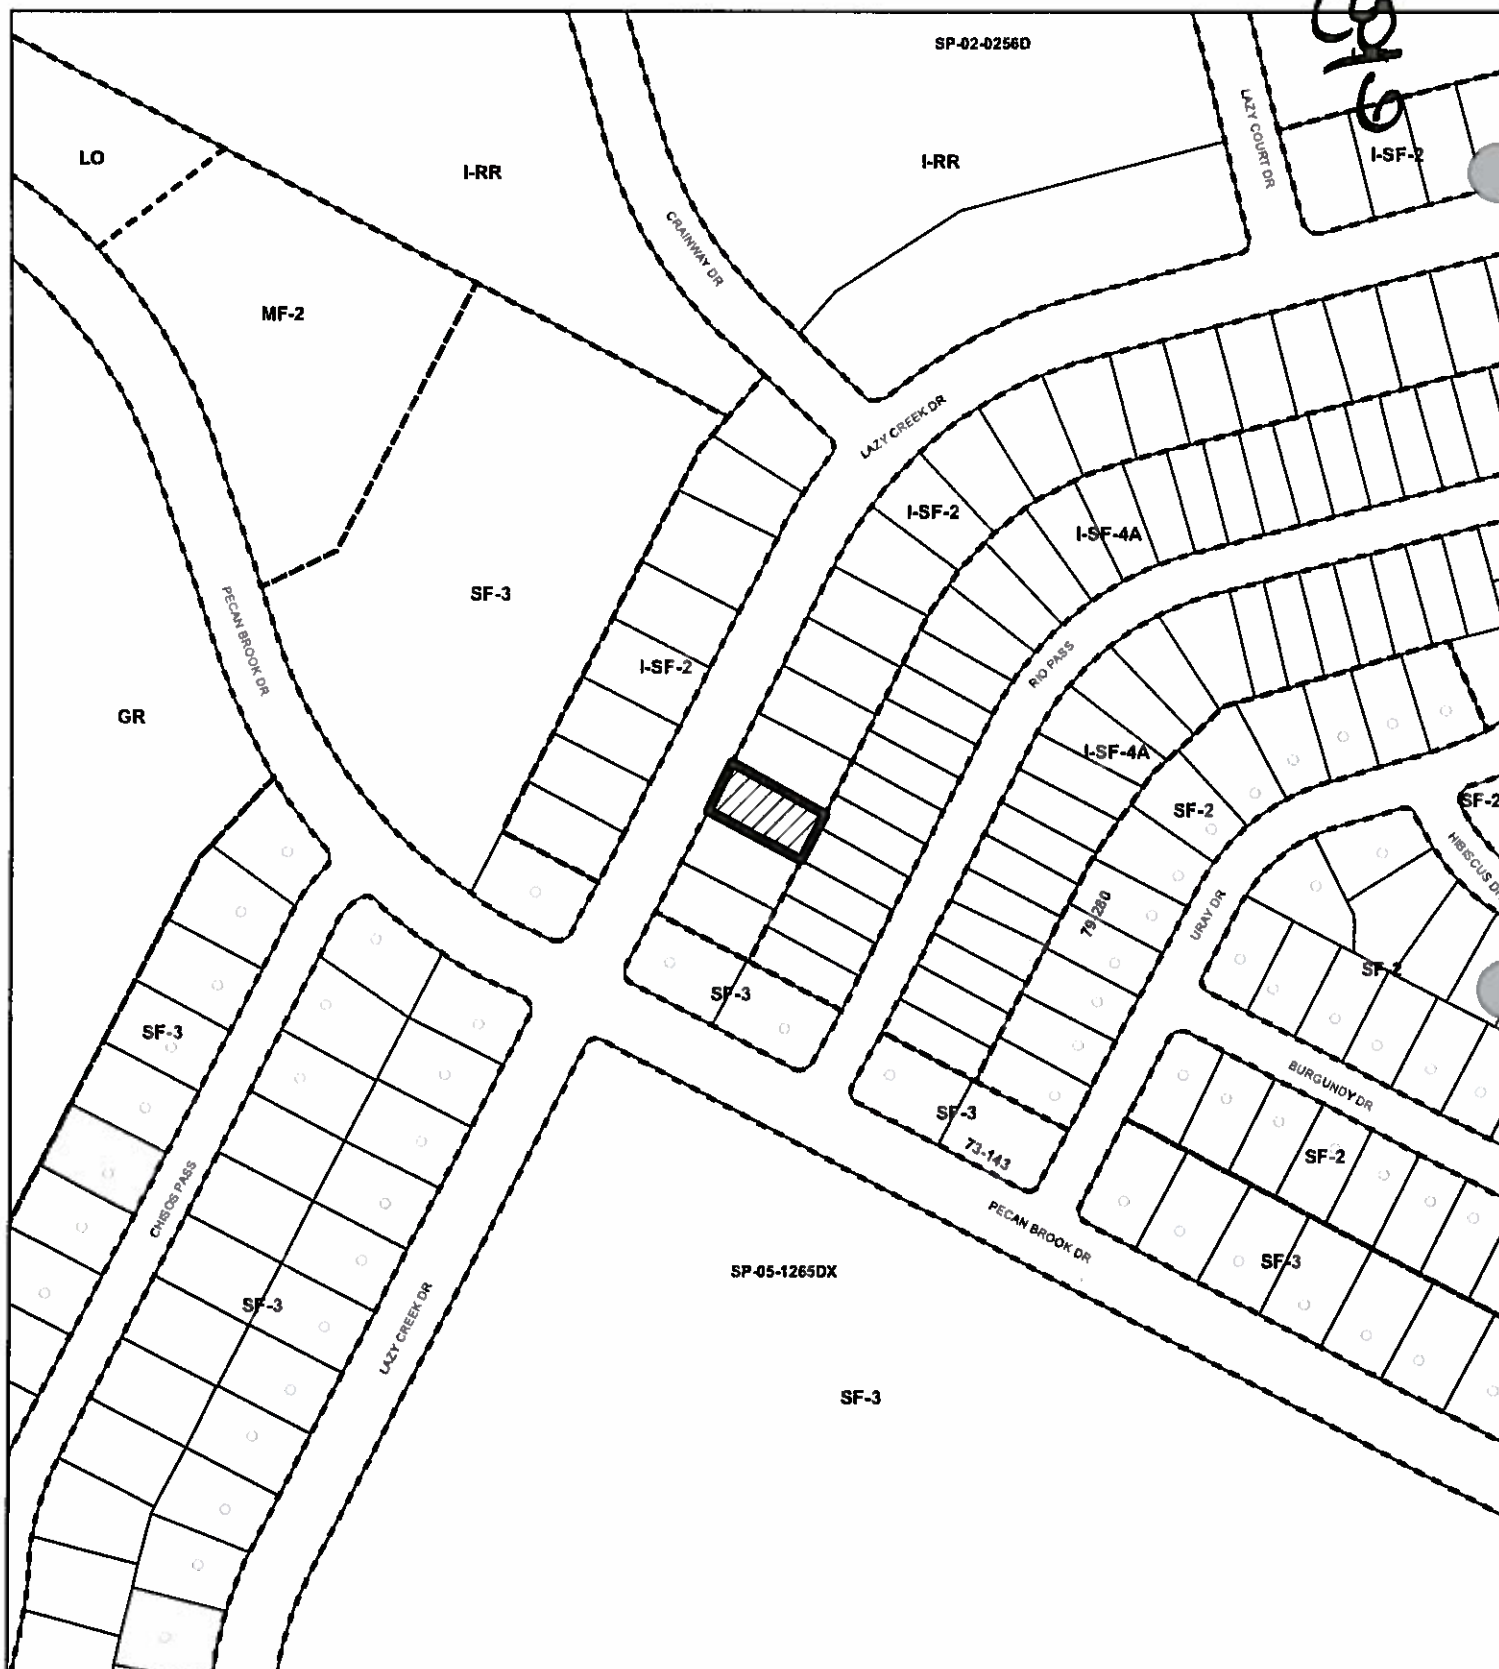 SP-02-0256D
C8
/
9
LAZY COURT DR
LO
I-RR
I-RR
I-SF-2
CRAINWAY DR
MF-2
LAZY CREEK DR
I-SF-2
I-SF-4A
SF-3
PECAN BROOK DR
I-SF-2
RIO PASS
GR
I-SF-4A
SF-2
SF-2
HIBISCUS D
79-280
URAY DR
SF-2
SF-3
SF-3
BURGUNDY DR
SF-3
73-143
SF-2
CHISOS PASS
PECAN BROOK DR
SF-3
SP-05-1265DX
SF-3
LAZY CREEK DR
SF-3